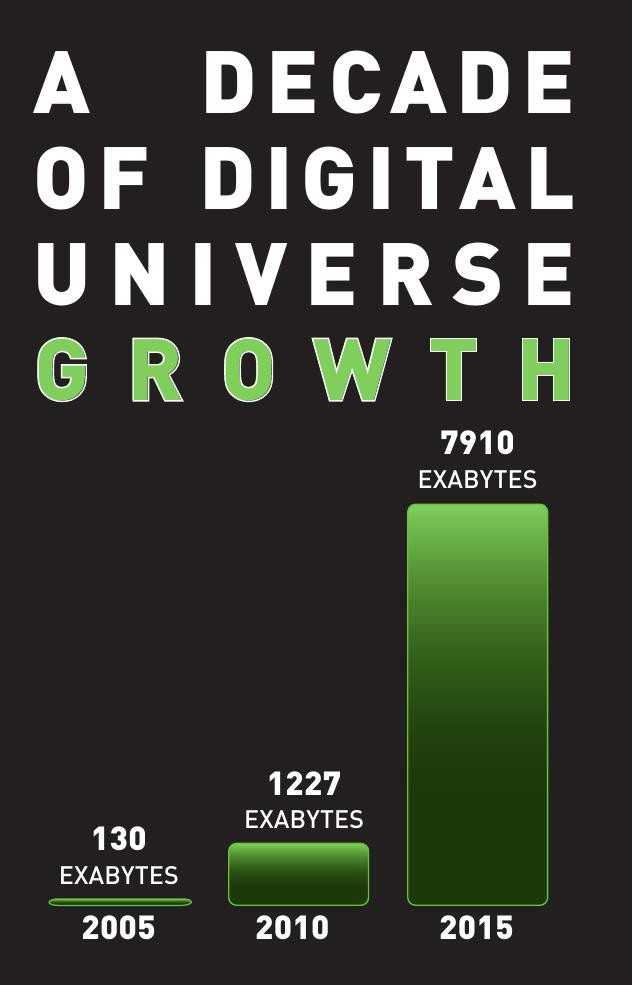 A DECADE
OF DIGITAL
UNIVERSE
GROWTH
7910
EXABYTES
1227
EXABYTES
130
EXABYTES
2005
2010
2015